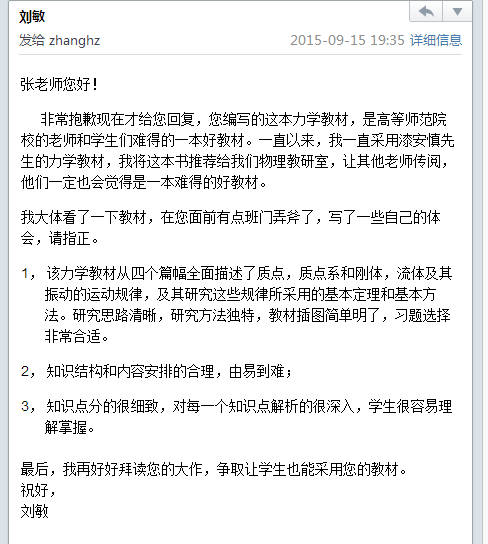 刘敏
发给 zhanghz 2015-09-15 19:35 详细信息
张老师您好！
非常抱歉现在才给您回复，您编写的这本力学教材，是高等师范院
校的老师和学生们难得的一本好教材。一直以来，我一直采用漆安慎先
生的力学教材，我将这本书推荐给我们物理教研室，让其他老师传阅，
他们一定也会觉得是一本难得的好教材。
我大体看了一下教材，在您面前有点班门弄斧了，写了一些自己的体
会，请指正。
1， 该力学教材从四个篇幅全面描述了质点，质点系和刚体，流体及其
振动的运动规律，及其研究这些规律所采用的基本定理和基本方
法。研究思路清晰，研究方法独特，教材插图简单明了，习题选择
非常合适。
2， 知识结构和内容安排的合理，由易到难；
3， 知识点分的很细致，对每一个知识点解析的很深入，学生很容易理
解掌握。
最后，我再好好拜读您的大作，争取让学生也能采用您的教材。
祝好，
刘敏